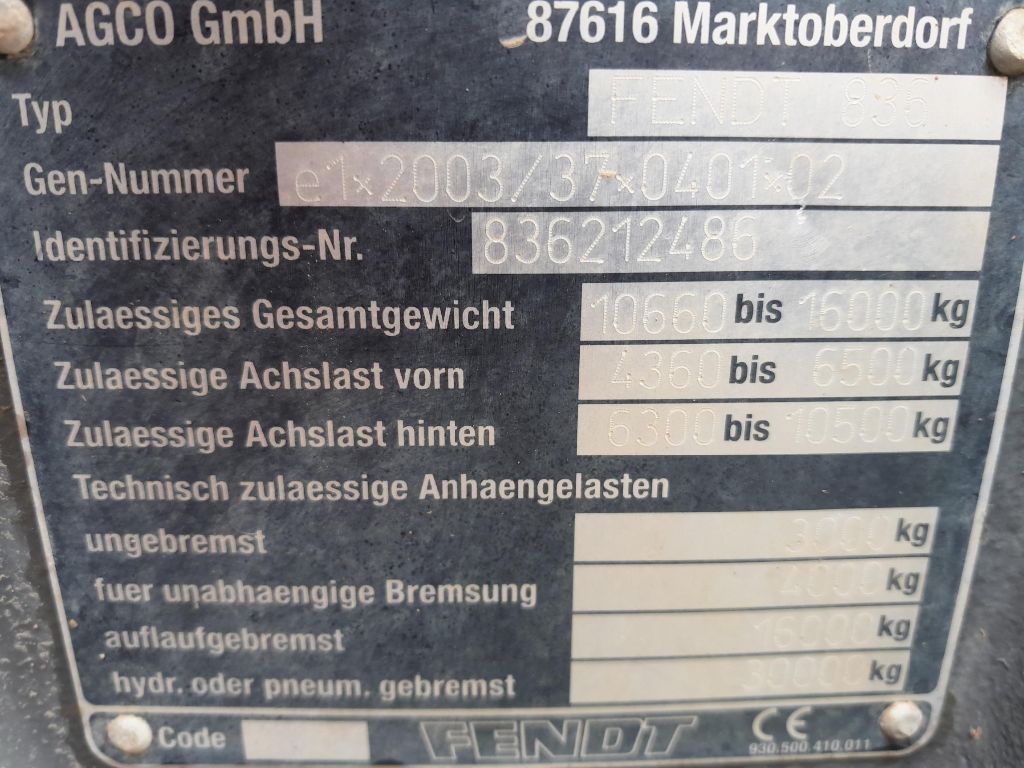 AGCO GmbH 87616 Marktoberdorf
Typ FENDT 836
Gen-Nummer e1*2003/37*0401*02
Identifizierungs-Nr. 836212486
Zulaessiges Gesamtgewicht 10660 bis 16000 kg
Zulaessige Achslast vorn 4360 bis 6500 kg
Zulaessige Achslast hinten 6300 bis 10500 kg
Technisch zulaessige Anhaengelasten
ungebremst 3000 kg
fuer unabhaengige Bremsung 4000 kg
auflaufgebremst 16000 kg
hydr. oder pneum. gebremst 30000 kg
Code FENDT CE
930.500.410.011